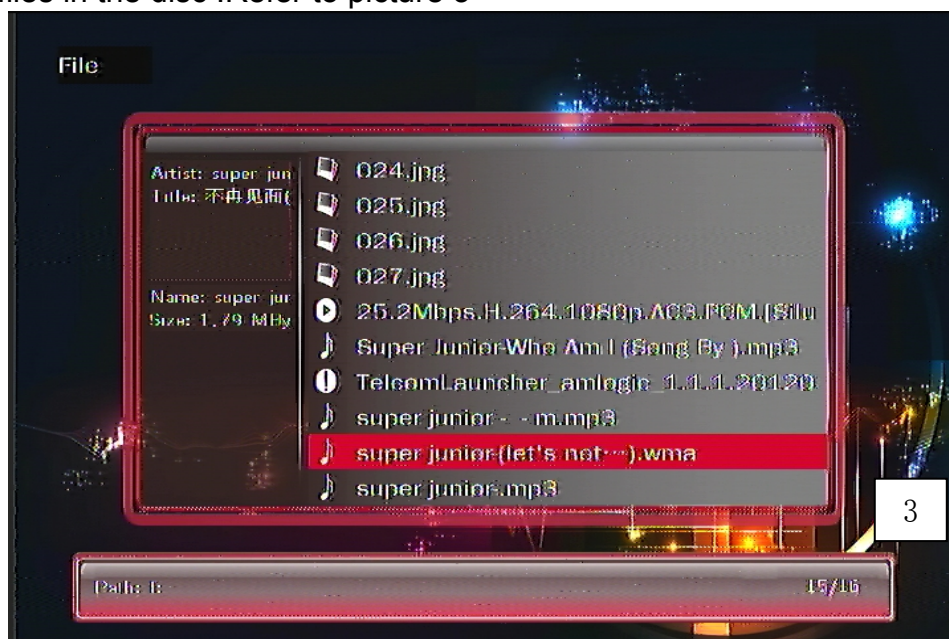 files in the disc .Refer to picture 3
File
Artist: super jun
Title: 不再见面(
Name: super jur
Size: 1.79 MBy
024.jpg
025.jpg
026.jpg
027.jpg
25.2Mbps.H.264.1080p.AC3.PCM.[Silu
Super Junior-Who Am I (Song By ).mp3
TelcomLauncher_amlogic_1.1.1.20120
super junior - - m.mp3
super junior-(let's not…).wma
super junior-.mp3
3
Path: I:
15/16